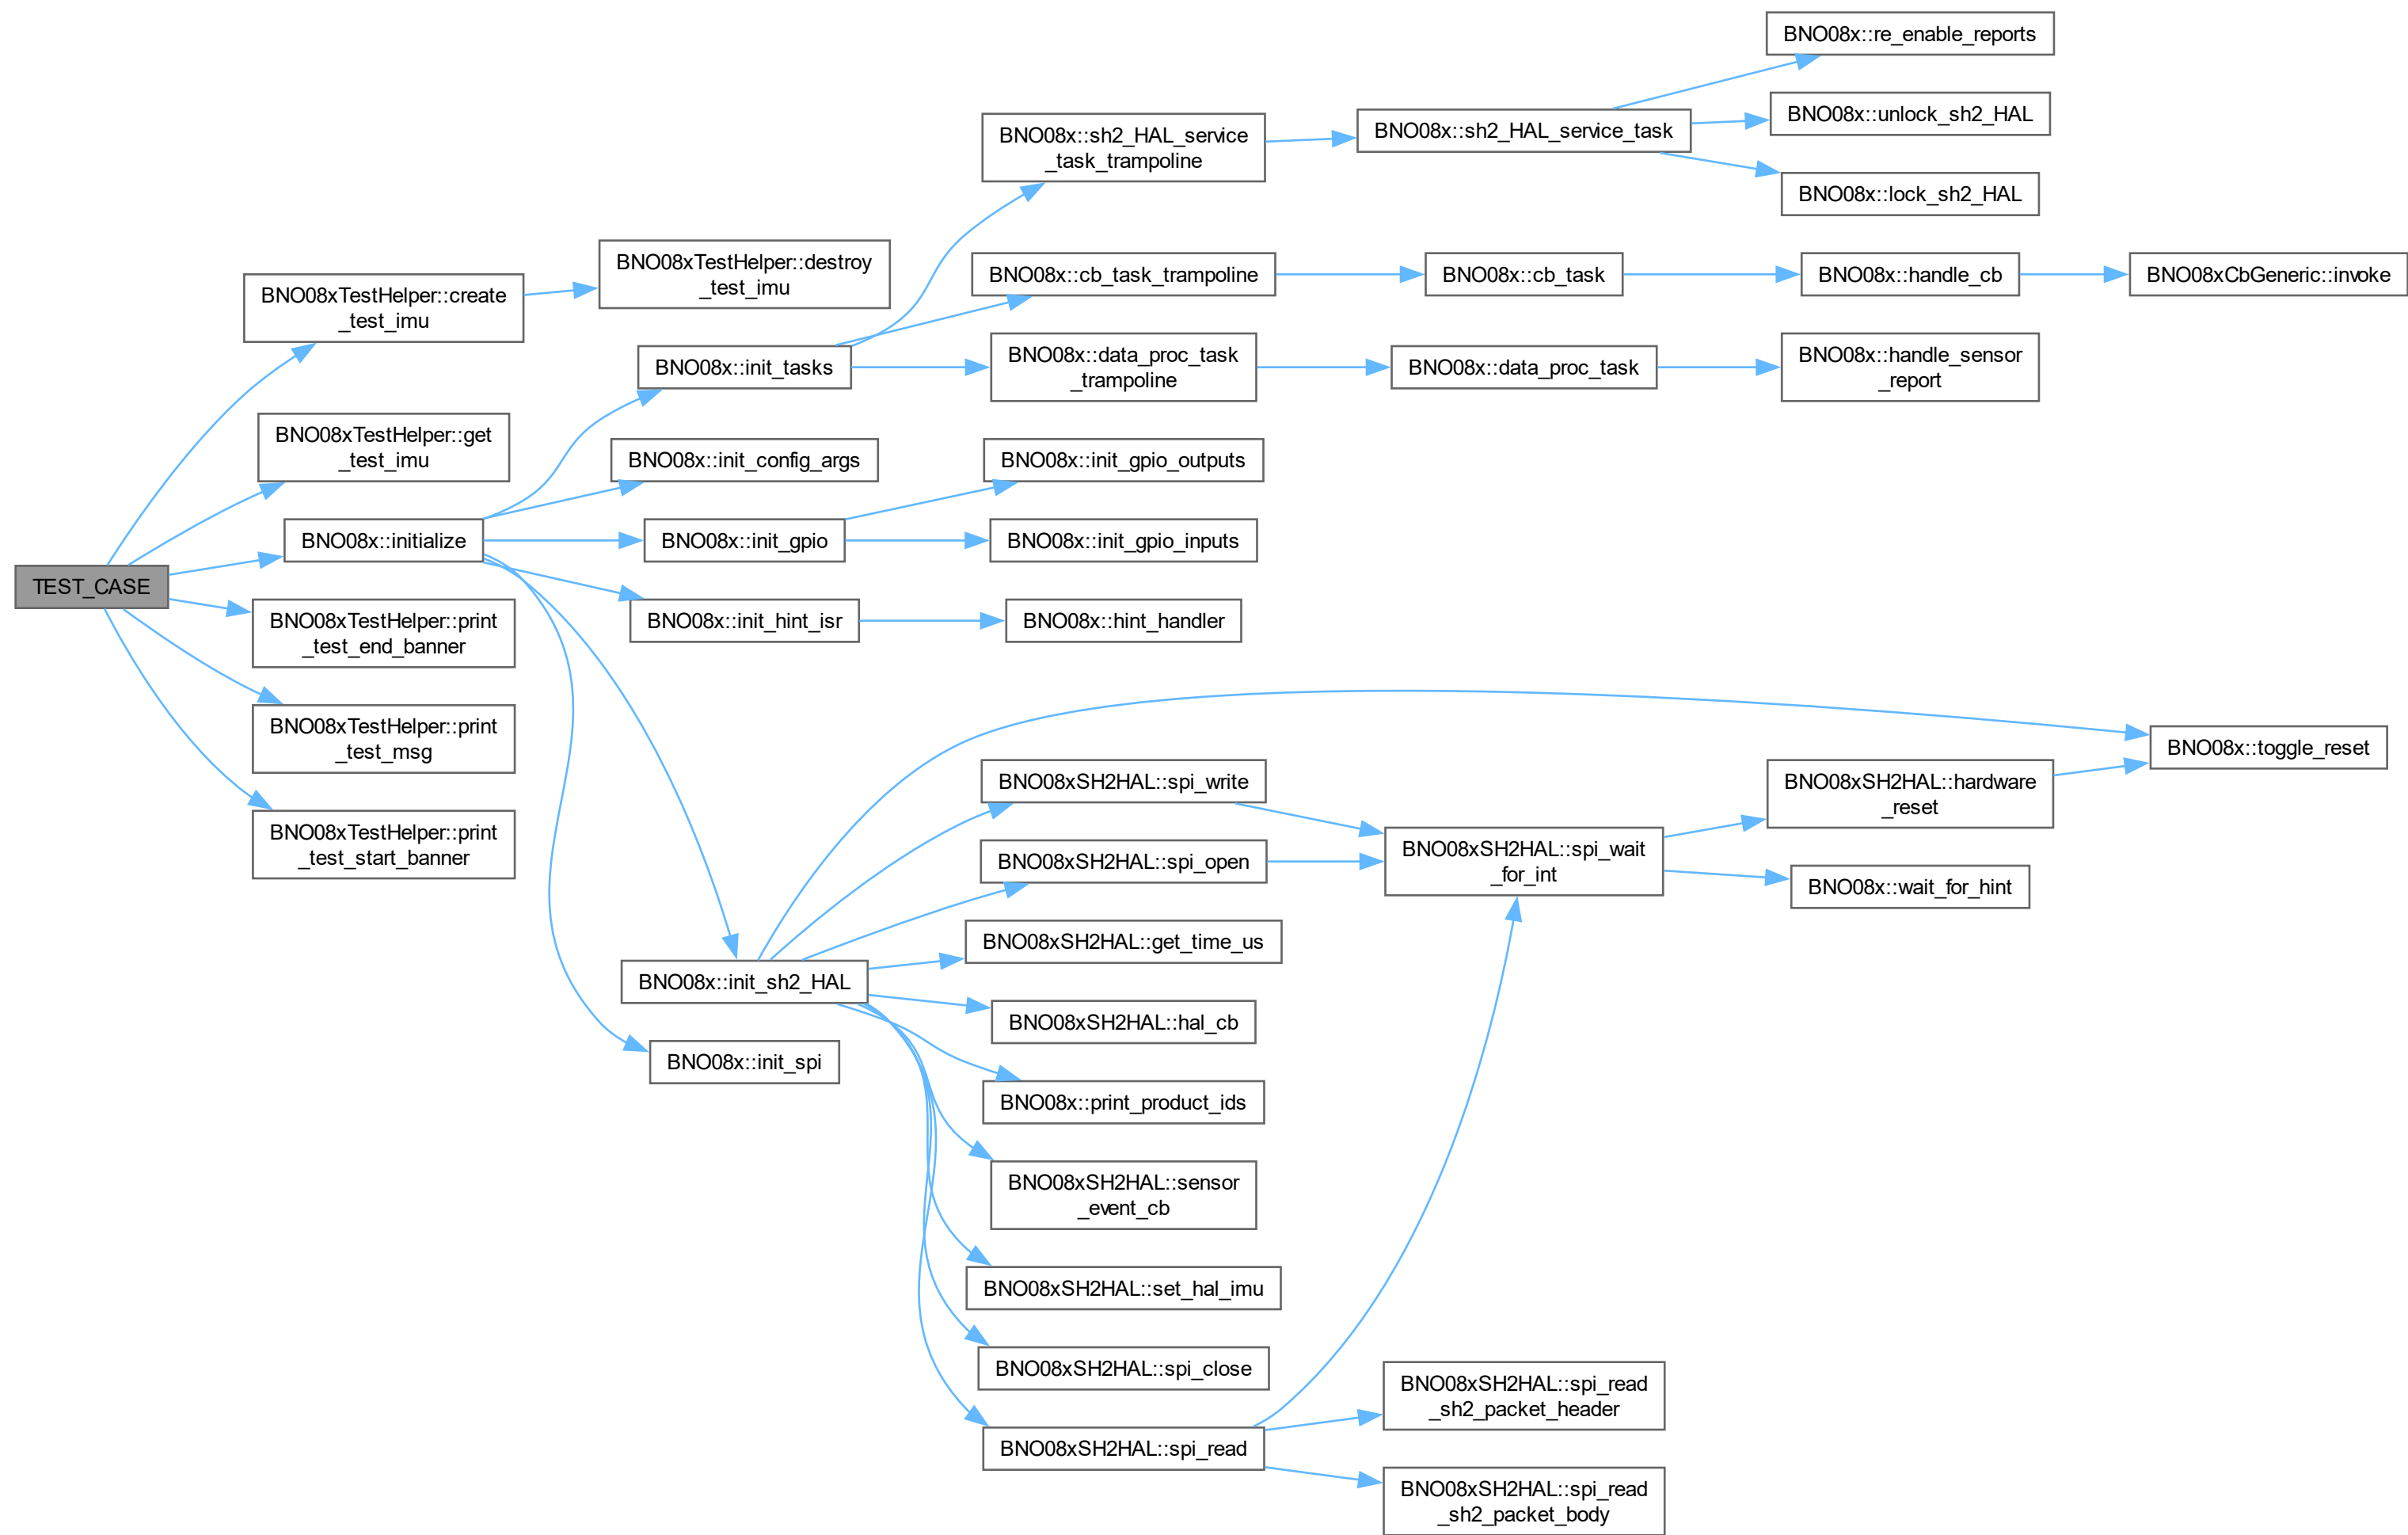 TEST_CASE
BNO08xTestHelper::create
_test_imu
BNO08xTestHelper::destroy
_test_imu
BNO08xTestHelper::get
_test_imu
BNO08x::initialize
BNO08x::init_tasks
BNO08x::sh2_HAL_service
_task_trampoline
BNO08x::sh2_HAL_service_task
BNO08x::re_enable_reports
BNO08x::unlock_sh2_HAL
BNO08x::lock_sh2_HAL
BNO08x::cb_task_trampoline
BNO08x::cb_task
BNO08x::handle_cb
BNO08xCbGeneric::invoke
BNO08x::data_proc_task
_trampoline
BNO08x::data_proc_task
BNO08x::handle_sensor
_report
BNO08x::init_config_args
BNO08x::init_gpio
BNO08x::init_gpio_outputs
BNO08x::init_gpio_inputs
BNO08x::init_hint_isr
BNO08x::hint_handler
BNO08x::init_sh2_HAL
BNO08x::toggle_reset
BNO08xSH2HAL::spi_write
BNO08xSH2HAL::spi_wait
_for_int
BNO08xSH2HAL::hardware
_reset
BNO08x::wait_for_hint
BNO08xSH2HAL::spi_open
BNO08xSH2HAL::get_time_us
BNO08xSH2HAL::hal_cb
BNO08x::print_product_ids
BNO08xSH2HAL::sensor
_event_cb
BNO08xSH2HAL::set_hal_imu
BNO08xSH2HAL::spi_close
BNO08xSH2HAL::spi_read
BNO08xSH2HAL::spi_read
_sh2_packet_header
BNO08xSH2HAL::spi_read
_sh2_packet_body
BNO08x::init_spi
BNO08xTestHelper::print
_test_end_banner
BNO08xTestHelper::print
_test_msg
BNO08xTestHelper::print
_test_start_banner